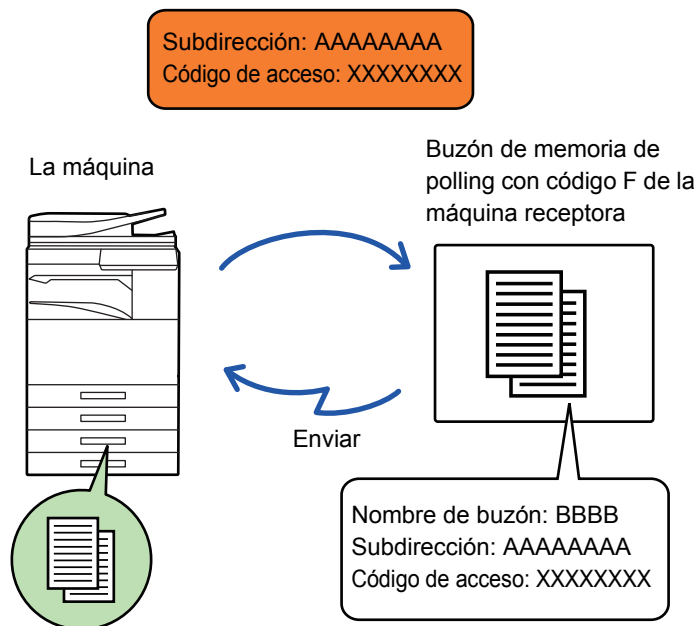 Subdirección: AAAAAAAA
Código de acceso: XXXXXXXX
La máquina
Buzón de memoria de
polling con código F de la
máquina receptora
Enviar
Nombre de buzón: BBBB
Subdirección: AAAAAAAA
Código de acceso: XXXXXXXX